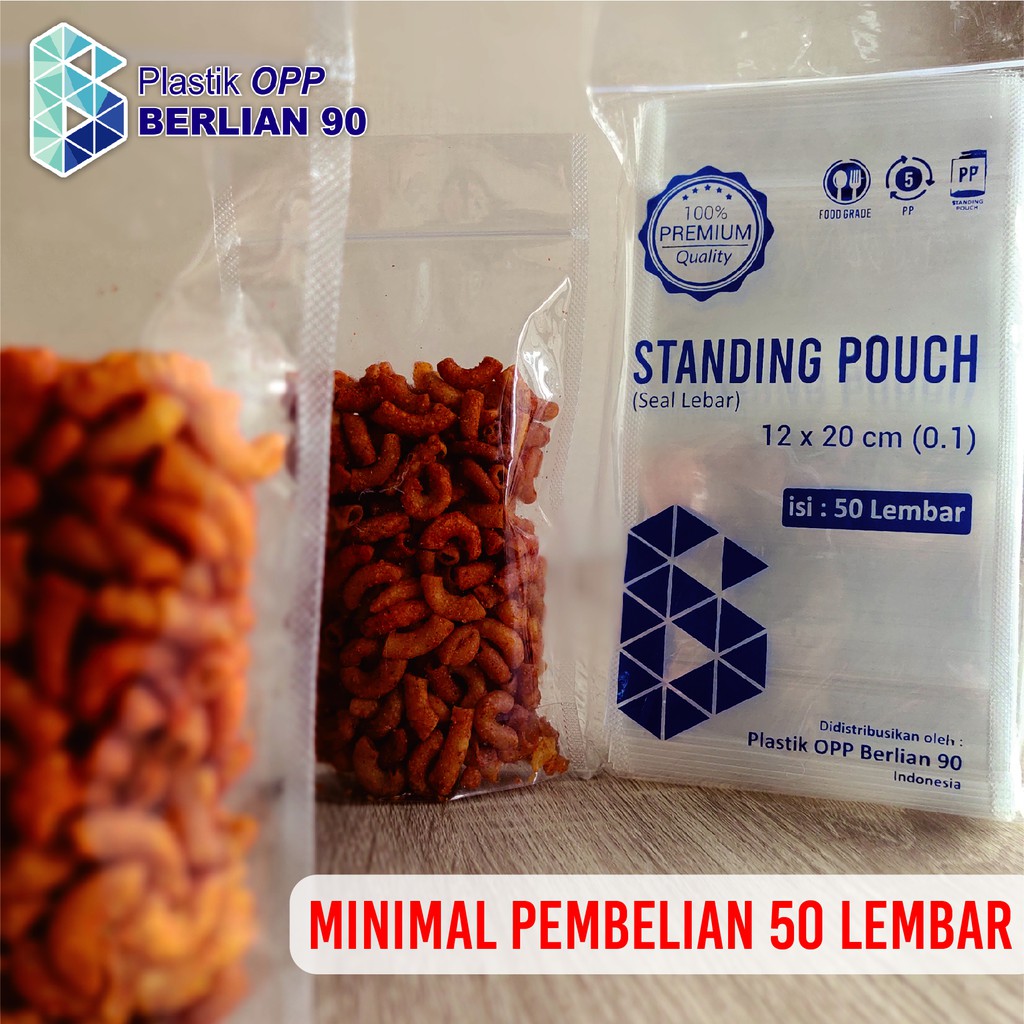 Plastik OPP
BERLIAN 90
100%
PREMIUM
Quality
FOOD GRADE
5
PP
PP
STANDING
POUCH
STANDING POUCH
(Seal Lebar)
12 x 20 cm (0.1)
isi : 50 Lembar
Didistribusikan oleh :
Plastik OPP Berlian 90
Indonesia
MINIMAL PEMBELIAN 50 LEMBAR